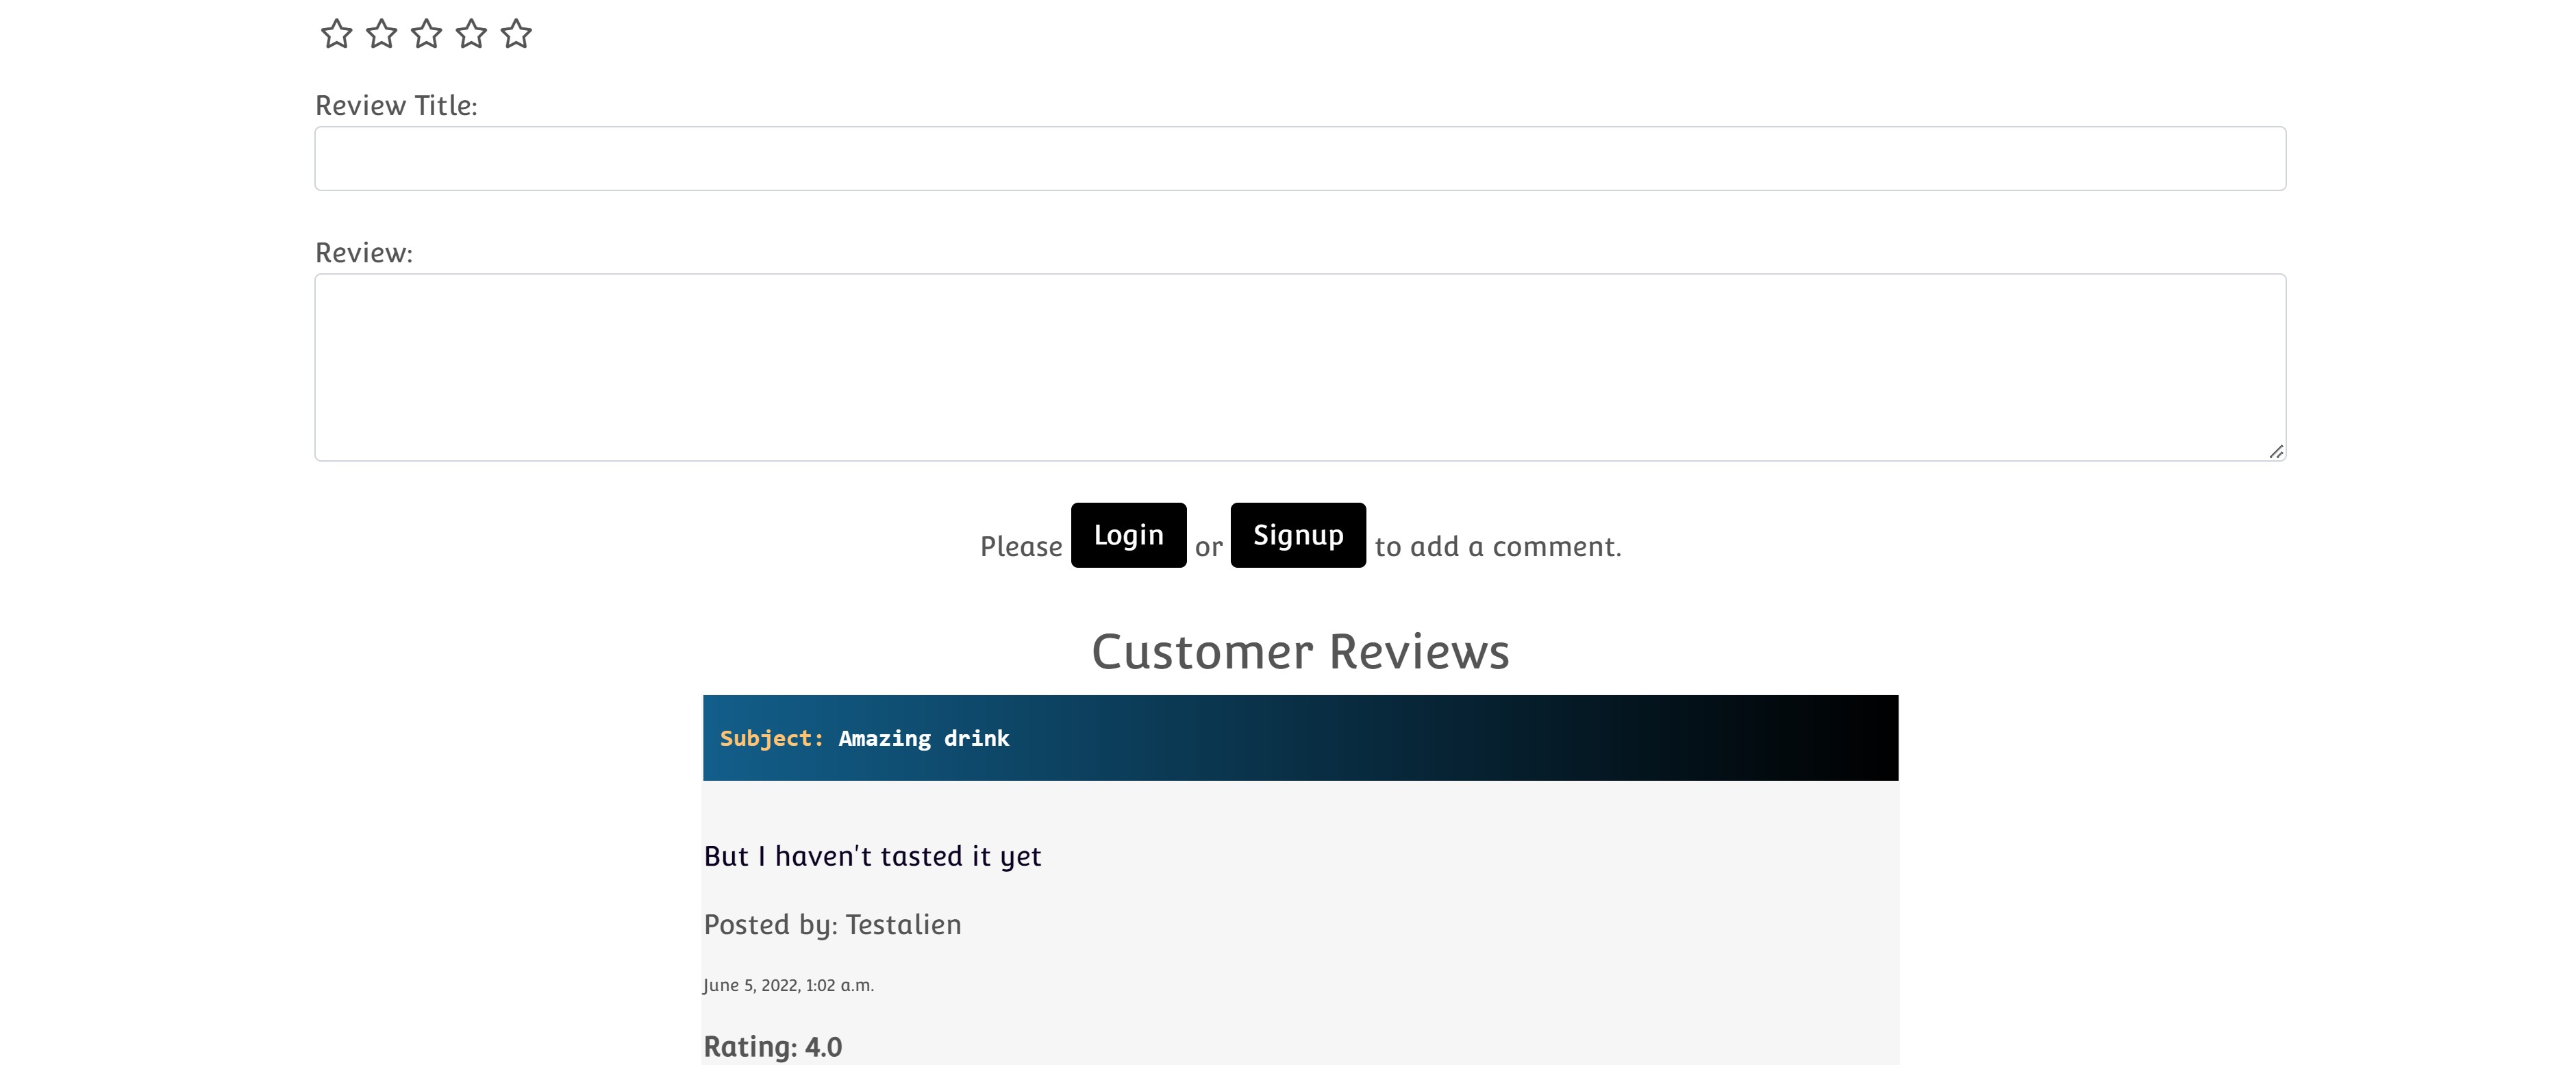 Review Title:
Review:
Please Login or Signup to add a comment.
Customer Reviews
Subject: Amazing drink
But I haven't tasted it yet
Posted by: Testalien
June 5, 2022, 1:02 a.m.
Rating: 4.0